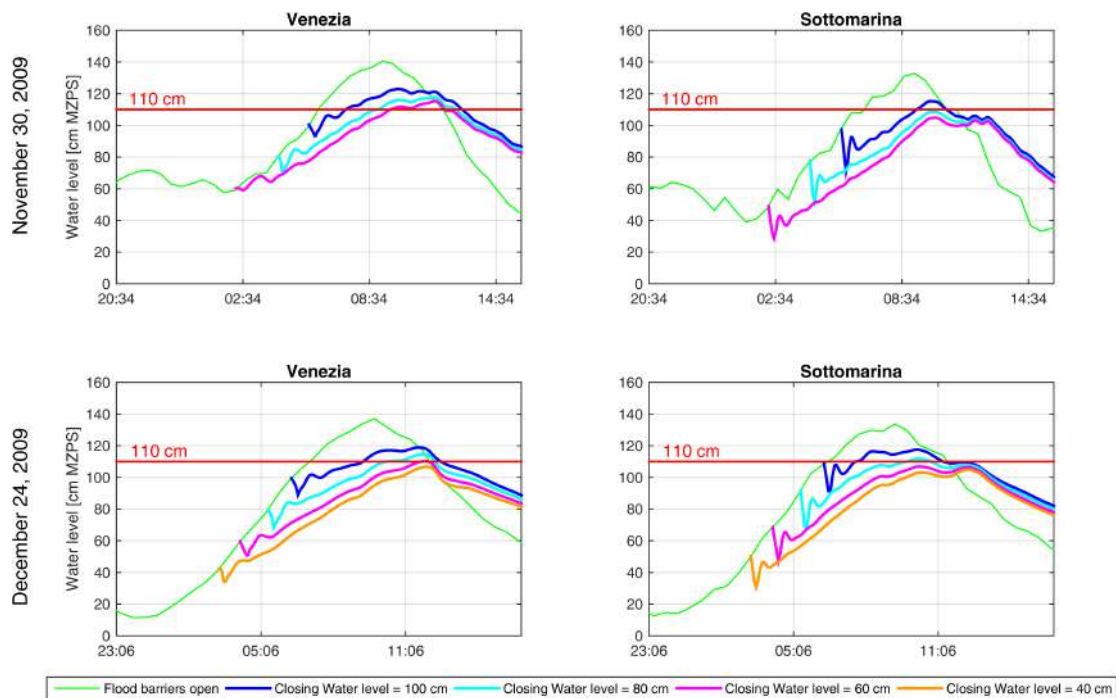 Venezia
Sottomarina
November 30, 2009
Water level [cm MZPS]
160
140
120
100
80
60
40
20
0
110 cm
20:34
02:34
08:34
14:34
160
140
120
100
80
60
40
20
0
110 cm
20:34
02:34
08:34
14:34
Venezia
Sottomarina
December 24, 2009
Water level [cm MZPS]
160
140
120
100
80
60
40
20
0
110 cm
23:06
05:06
11:06
160
140
120
100
80
60
40
20
0
110 cm
23:06
05:06
11:06
Flood barriers open
Closing Water level = 100 cm
Closing Water level = 80 cm
Closing Water level = 60 cm
Closing Water level = 40 cm